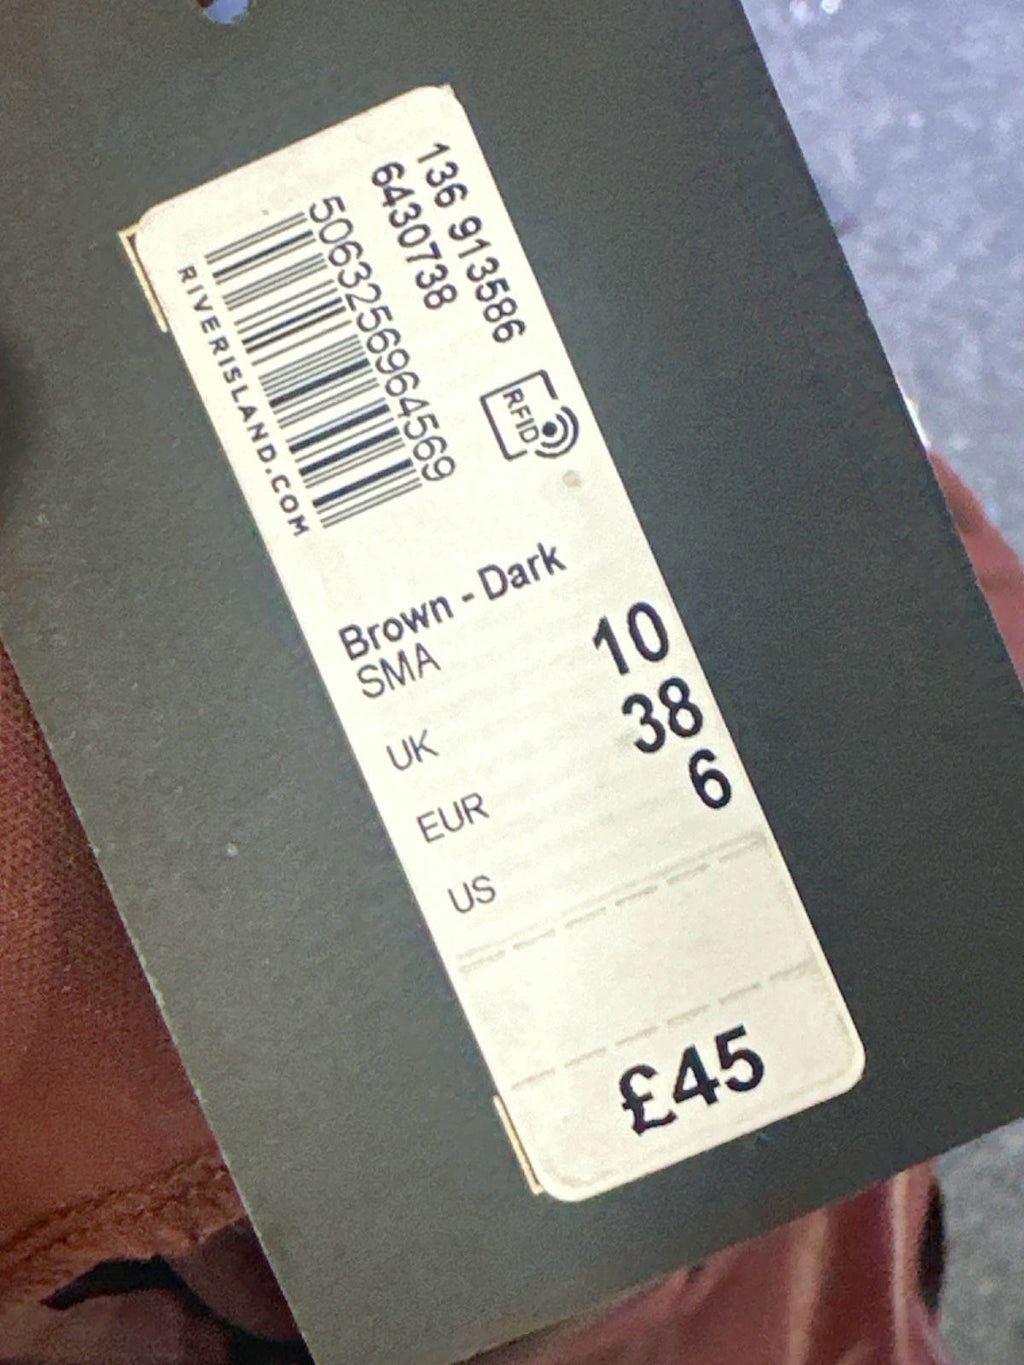 136 913586
6430738
5063256964569
RIVERISLAND.COM
RFID
Brown - Dark
SMA
UK 10
EUR 38
US 6
£45